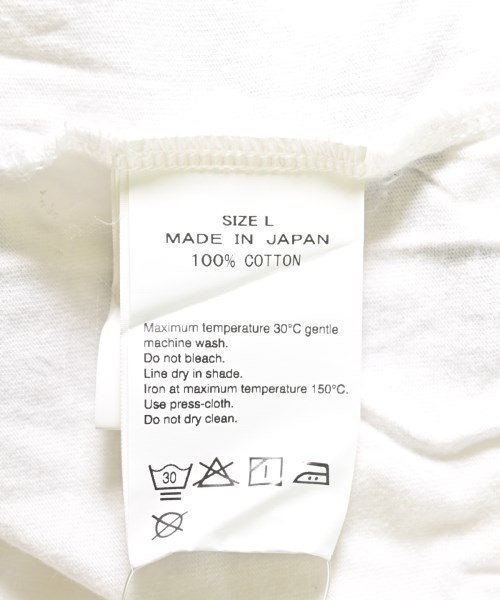 SIZE L
MADE IN JAPAN
100% COTTON
Maximum temperature 30°C gentle
machine wash.
Do not bleach.
Line dry in shade.
Iron at maximum temperature 150°C.
Use press-cloth.
Do not dry clean.
30